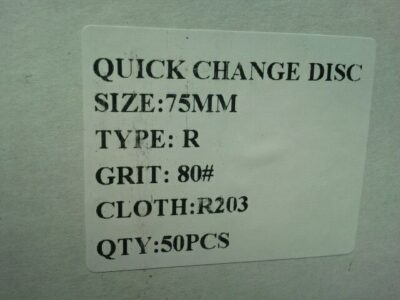 QUICK CHANGE DISC
SIZE:75MM
TYPE: R
GRIT: 80#
CLOTH:R203
QTY:50PCS